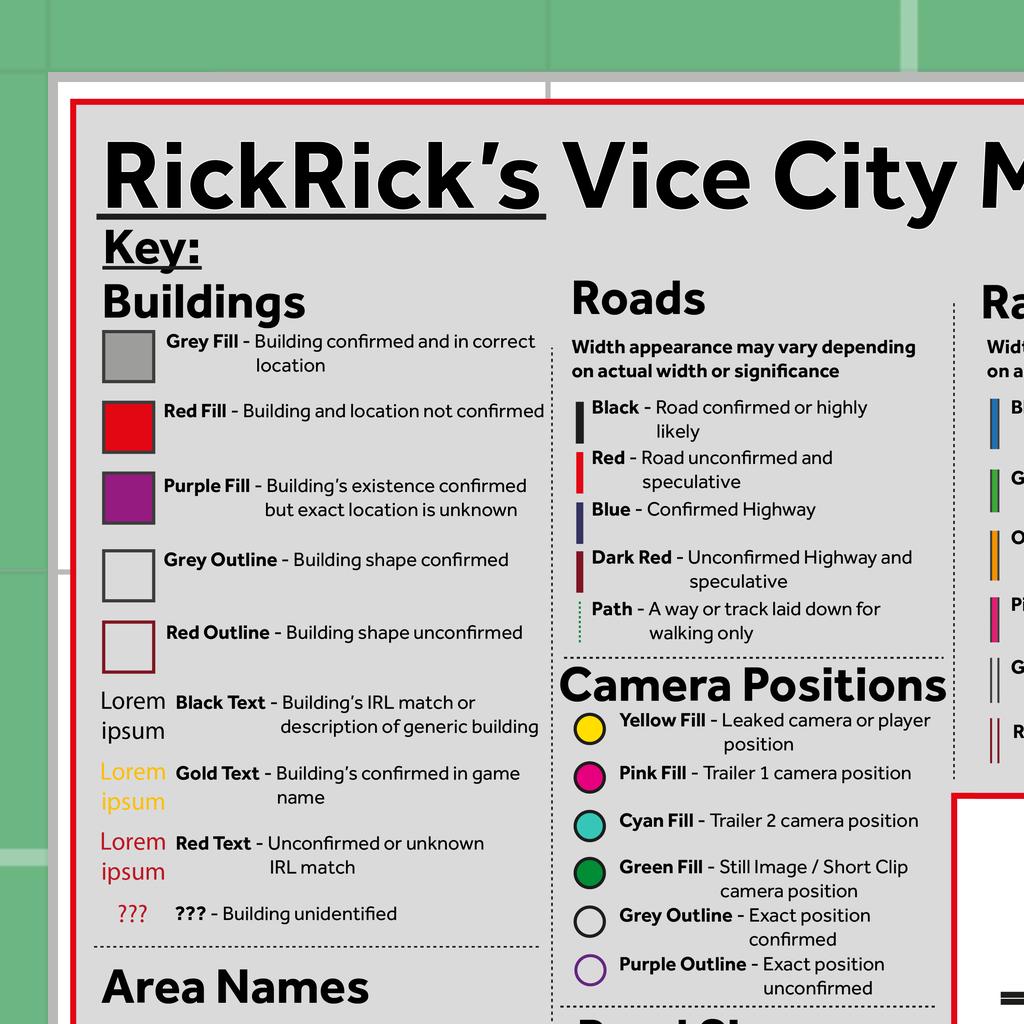 RickRick's Vice City M
Key:
Buildings
Grey Fill - Building confirmed and in correct
location
Red Fill - Building and location not confirmed
Purple Fill - Building's existence confirmed
but exact location is unknown
Grey Outline - Building shape confirmed
Red Outline - Building shape unconfirmed
Lorem
ipsum
Black Text - Building's IRL match or
description of generic building
Lorem
ipsum
Gold Text - Building's confirmed in game
name
Lorem
ipsum
Red Text - Unconfirmed or unknown
IRL match
???
??? - Building unidentified
Area Names
Roads
Width appearance may vary depending
on actual width or significance
Black - Road confirmed or highly
likely
Red - Road unconfirmed and
speculative
Blue - Confirmed Highway
Dark Red - Unconfirmed Highway and
speculative
Path - A way or track laid down for
walking only
Camera Positions
Yellow Fill - Leaked camera or player
position
Pink Fill - Trailer 1 camera position
Cyan Fill - Trailer 2 camera position
Green Fill - Still Image / Short Clip
camera position
Grey Outline - Exact position
confirmed
Purple Outline - Exact position
unconfirmed
Ra
Widt
on a
Bl
G
O
Pi
G
R